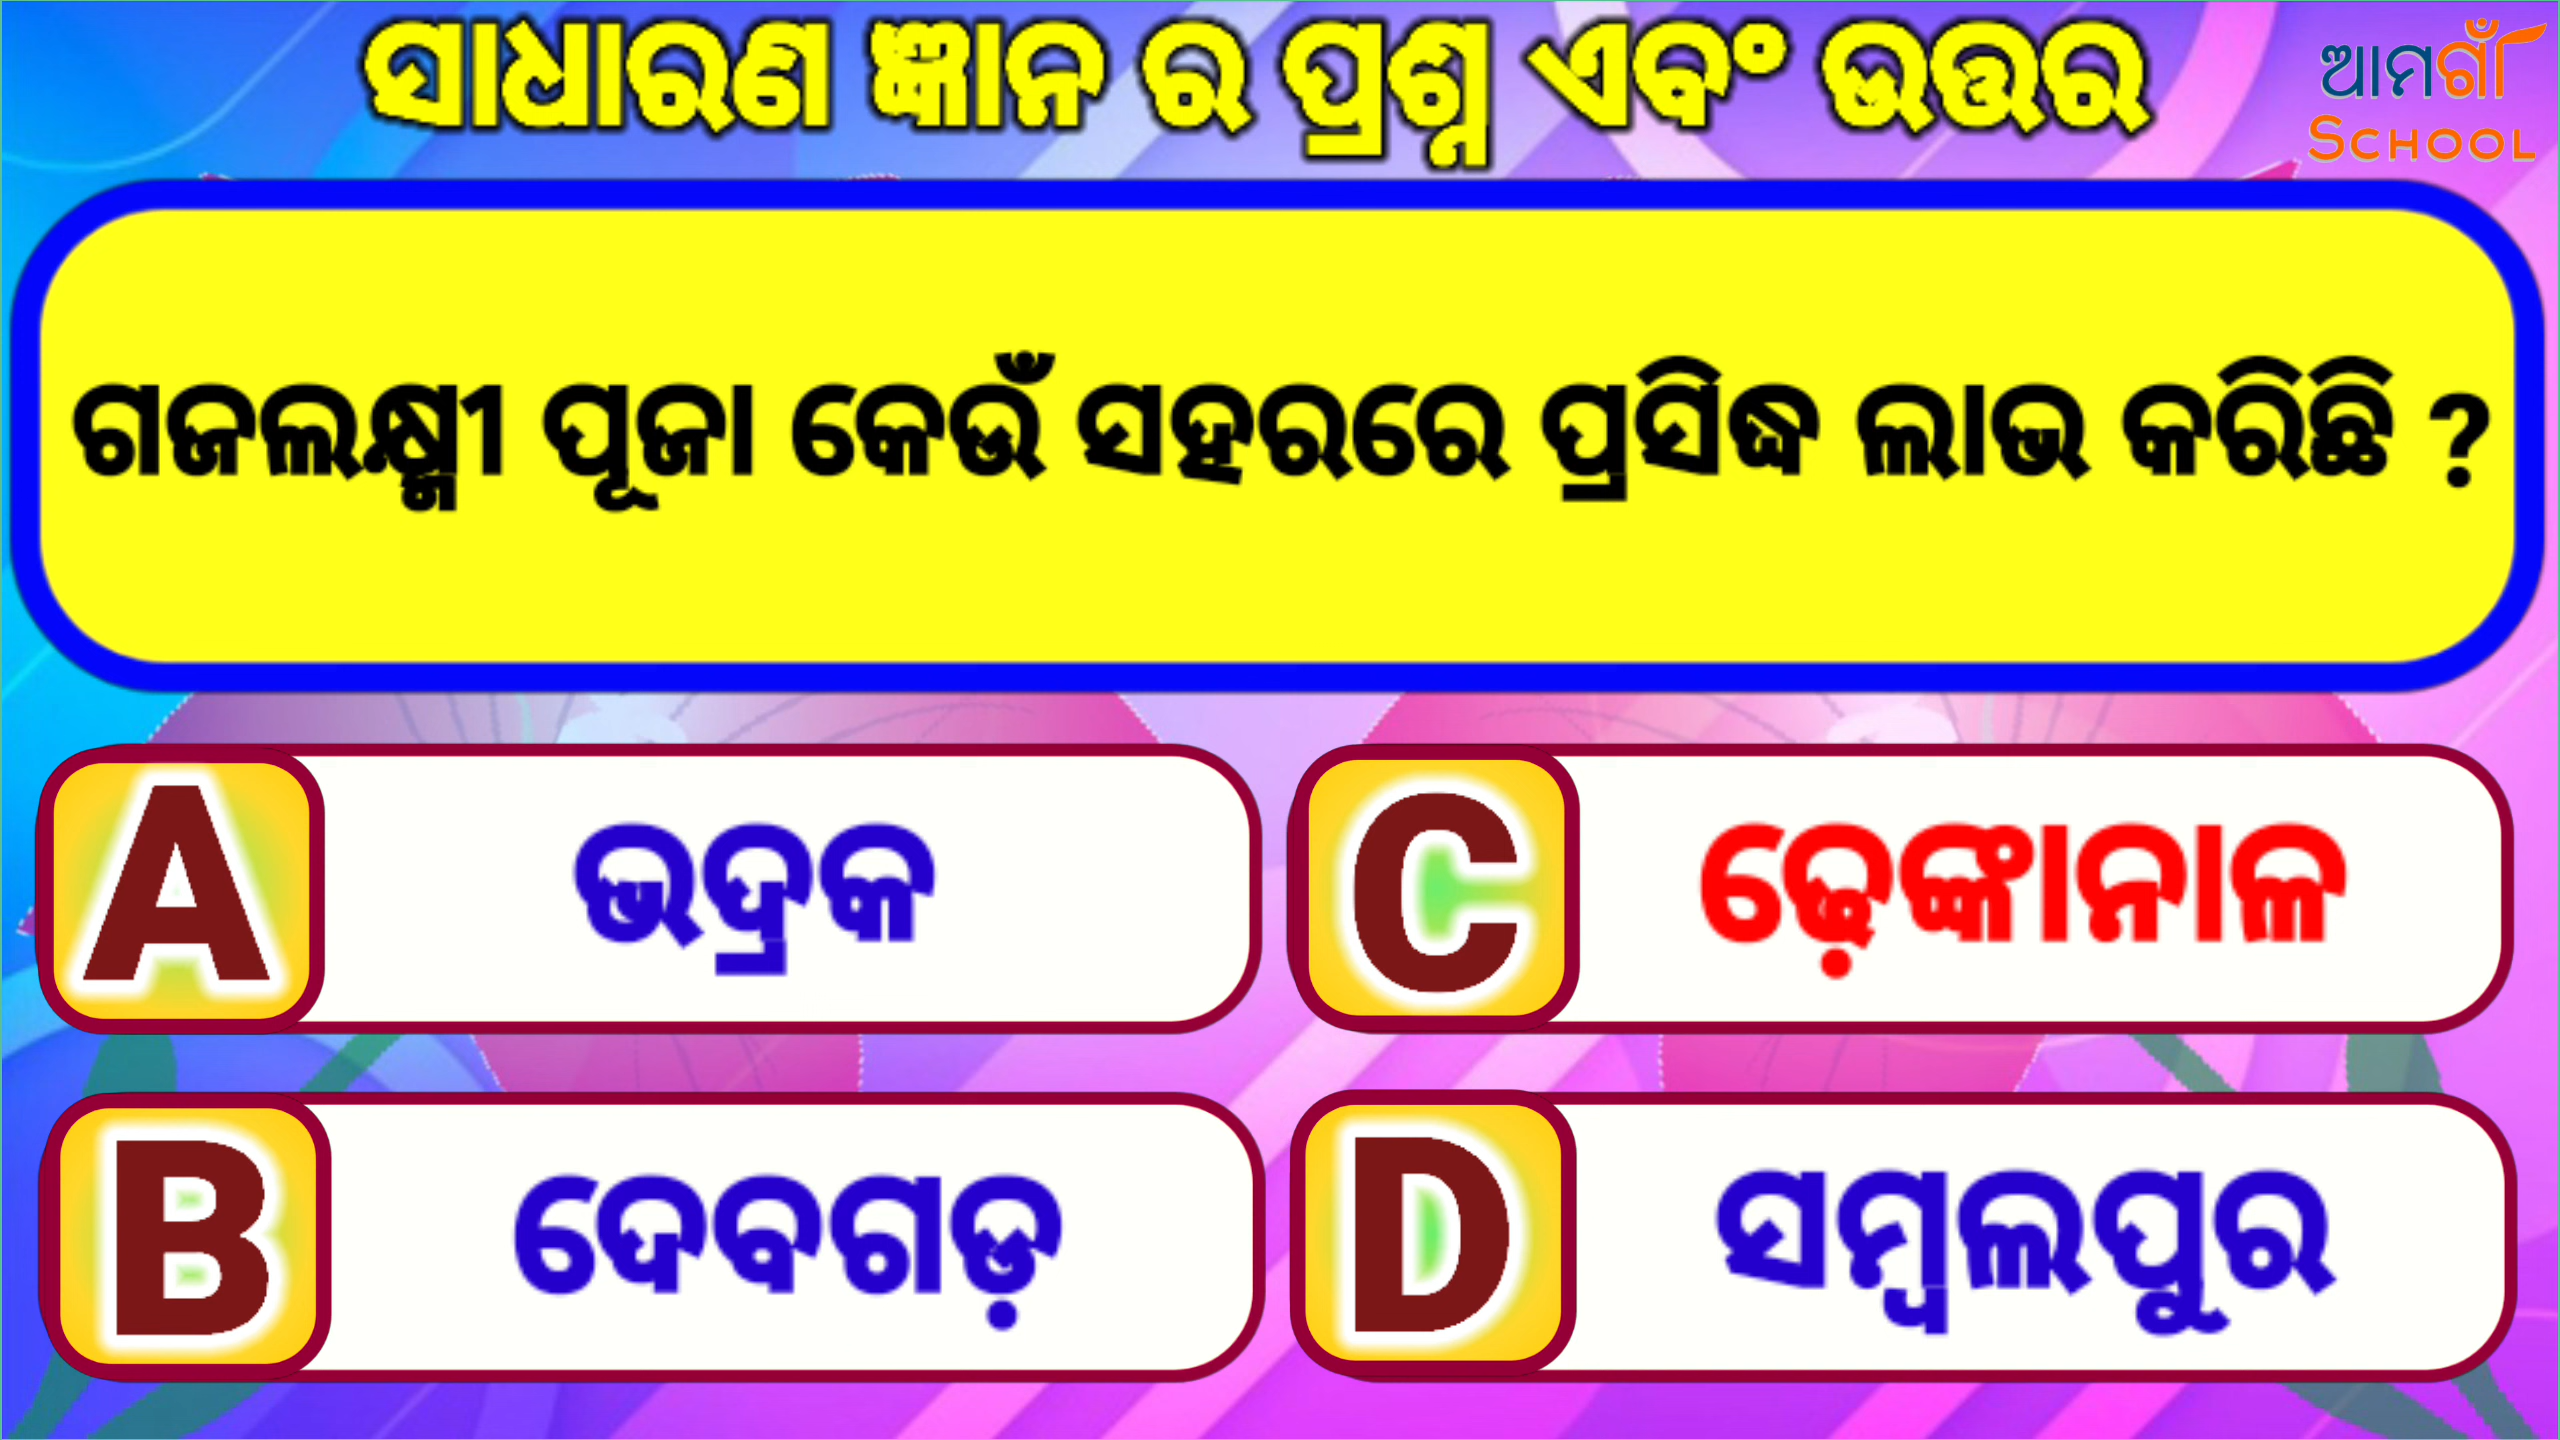 ସାଧାରଣ ଜ୍ଞାନ ର ପ୍ରଶ୍ନ ଏବଂ ଉତ୍ତର
ଆମଗାଁ
SCHOOL
ଗଜଲକ୍ଷ୍ମୀ ପୂଜା କେଉଁ ସହରରେ ପ୍ରସିଦ୍ଧ ଲାଭ କରିଛି ?
A ଭଦ୍ରକ
C ଢ଼େଙ୍କାନାଳ
B ଦେବଗଡ଼
D ସମ୍ବଲପୁର